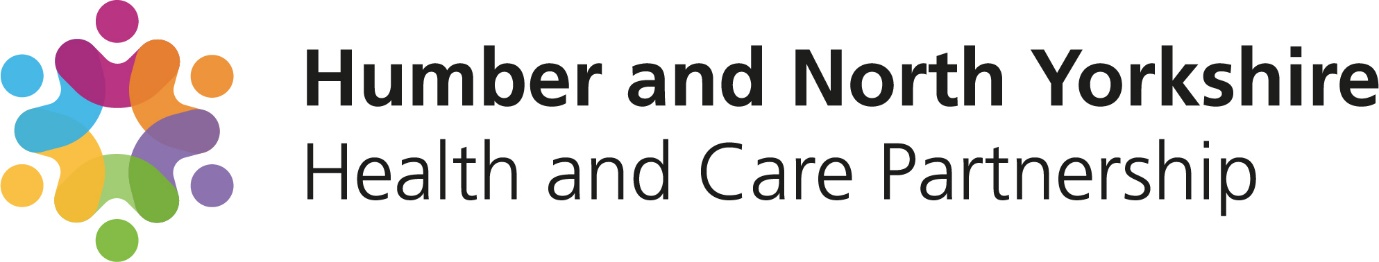 Humber and North Yorkshire
Health and Care Partnership